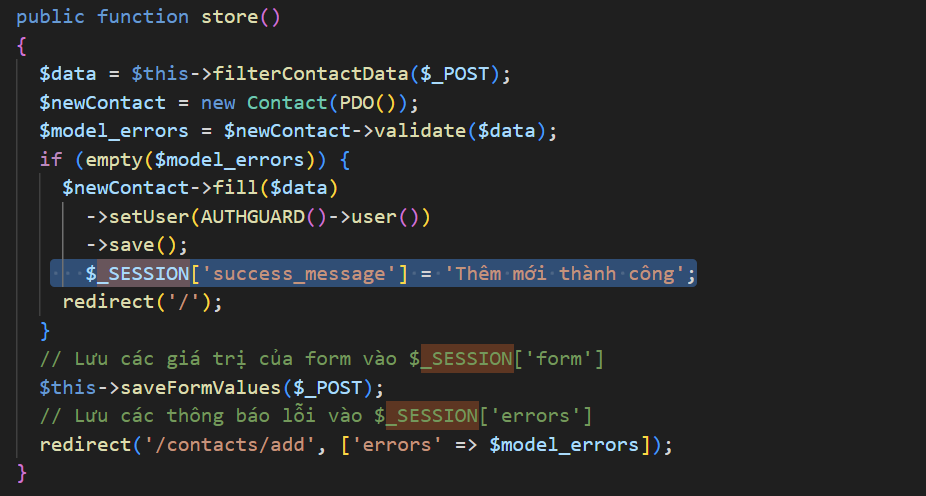 public function store()
{
$data = $this->filterContactData($_POST);
$newContact = new Contact(PDO());
$model_errors = $newContact->validate($data);
if (empty($model_errors)) {
$newContact->fill($data)
->setUser(AUTHGUARD()->user())
->save();
$_SESSION['success_message'] = 'Thêm mới thành công';
redirect('/');
}
// Lưu các giá trị của form vào $_SESSION['form']
$this->saveFormValues($_POST);
// Lưu các thông báo lỗi vào $_SESSION['errors']
redirect('/contacts/add', ['errors' => $model_errors]);
}